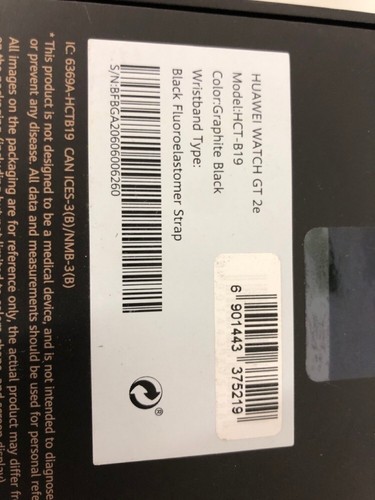 HUAWEI WATCH GT 2e
Model:HCT-B19
Color:Graphite Black
Wristband Type:
Black Fluoroelastomer Strap
S/N:BFBGA20606006260
6 901443 375219
®
IC: 6369A-HCTB19 CAN ICES-3(B)/NMB-3(B)
* This product is not designed to be a medical device, and is not intended to diagnose
or prevent any disease. All data and measurements should be used for personal refe
All images on the packaging are for reference only, the actual product may differ fr